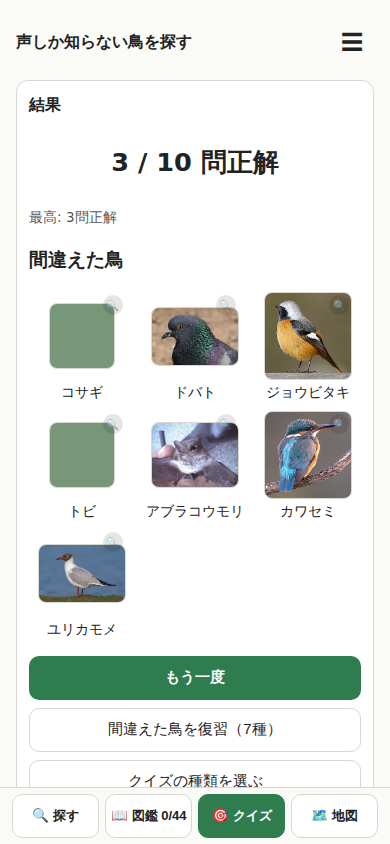 声しか知らない鳥を探す
結果
3 / 10 問正解
最高: 3問正解
間違えた鳥
コサギ
ドバト
ジョウビタキ
トビ
アブラコウモリ
カワセミ
ユリカモメ
もう一度
間違えた鳥を復習（7種）
クイズの種類を選ぶ
探す
図鑑 0/44
クイズ
地図